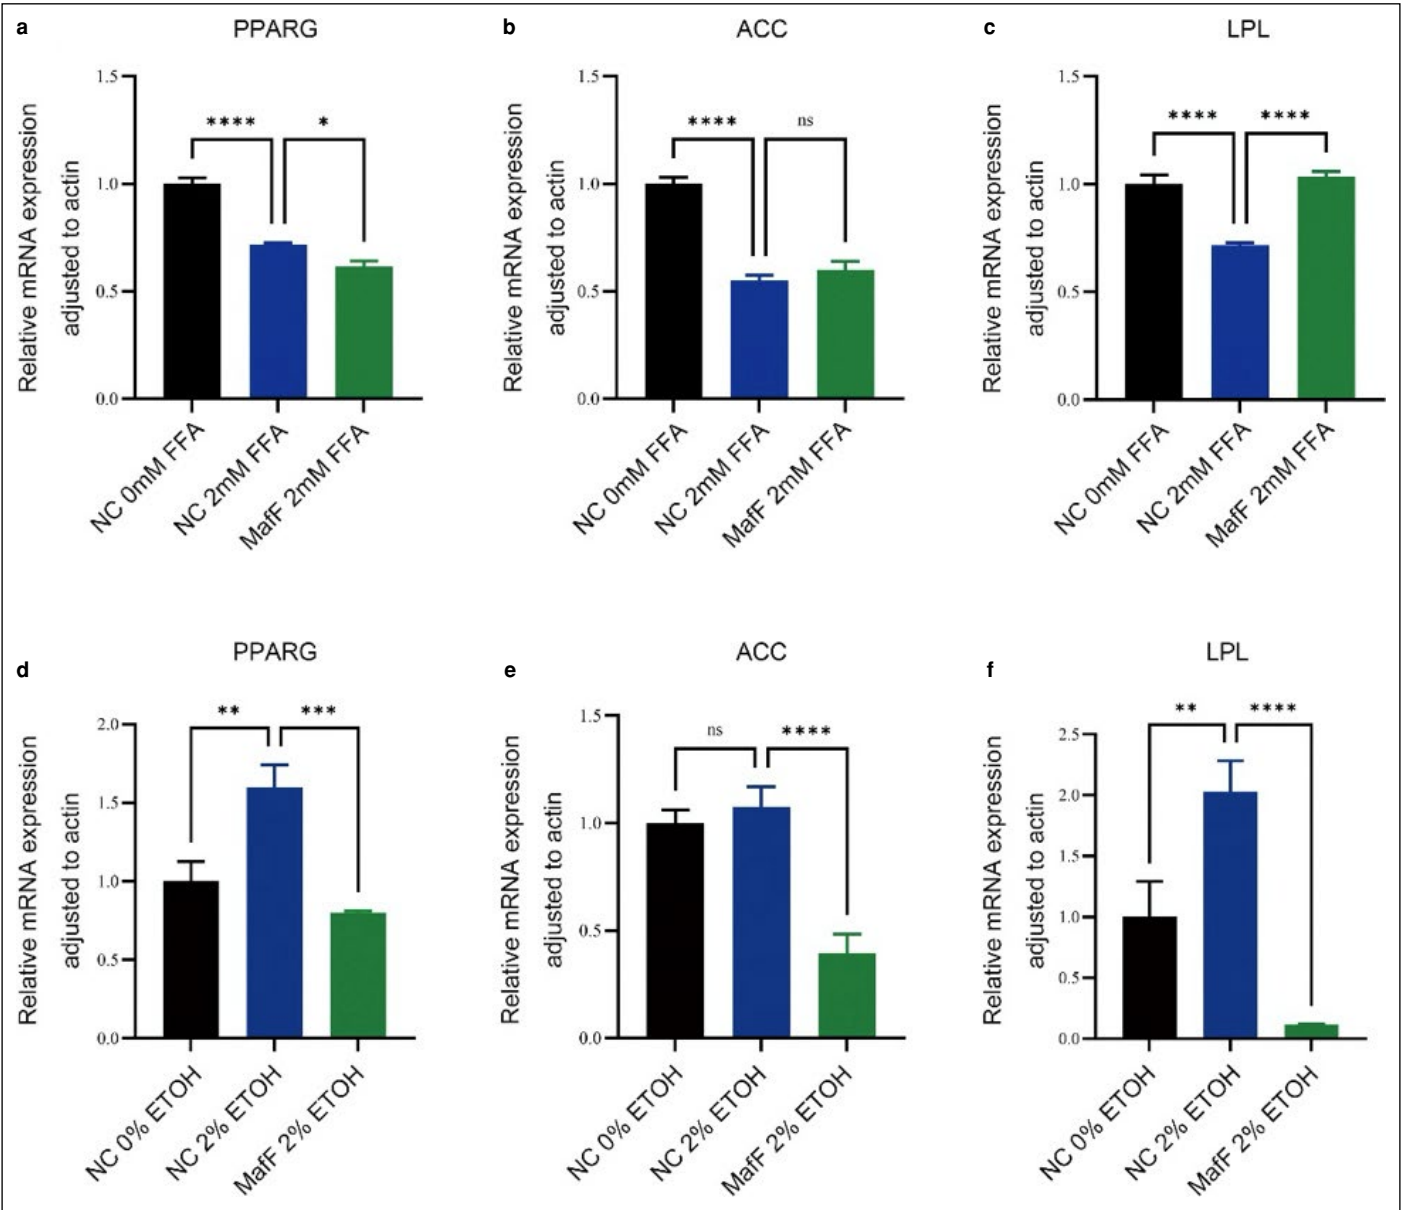 a
PPARG
Relative mRNA expression
adjusted to actin
1.5
1.0
0.5
0.0
****
*
NC 0mM FFA
NC 2mM FFA
MafF 2mM FFA
b
ACC
Relative mRNA expression
adjusted to actin
1.5
1.0
0.5
0.0
****
ns
NC 0mM FFA
NC 2mM FFA
MafF 2mM FFA
c
LPL
Relative mRNA expression
adjusted to actin
1.5
1.0
0.5
0.0
****
****
NC 0mM FFA
NC 2mM FFA
MafF 2mM FFA
d
PPARG
Relative mRNA expression
adjusted to actin
2.0
1.5
1.0
0.5
0.0
**
***
NC 0% ETOH
NC 2% ETOH
MafF 2% ETOH
e
ACC
Relative mRNA expression
adjusted to actin
1.5
1.0
0.5
0.0
ns
****
NC 0% ETOH
NC 2% ETOH
MafF 2% ETOH
f
LPL
Relative mRNA expression
adjusted to actin
2.5
2.0
1.5
1.0
0.5
0.0
**
****
NC 0% ETOH
NC 2% ETOH
MafF 2% ETOH